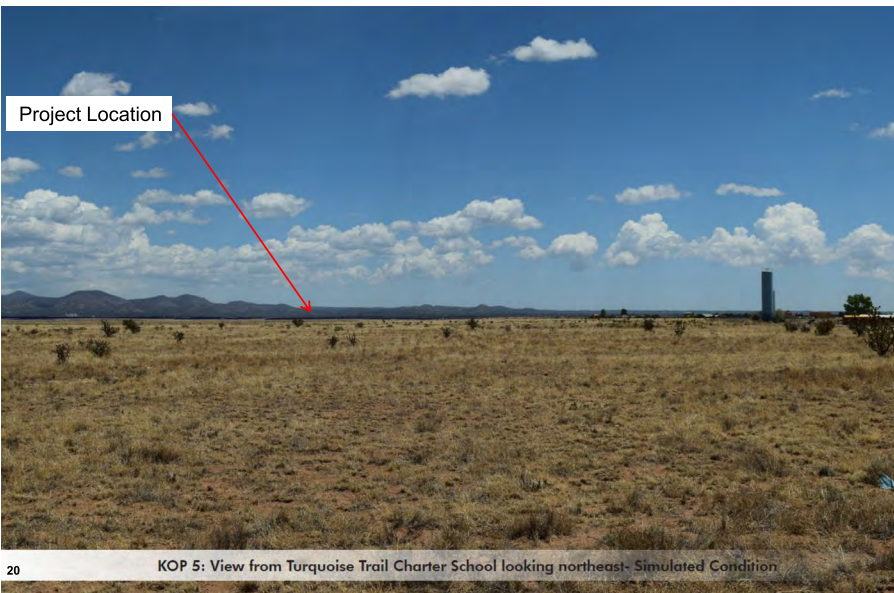 Project Location
20
KOP 5: View from Turquoise Trail Charter School looking northeast- Simulated Condition